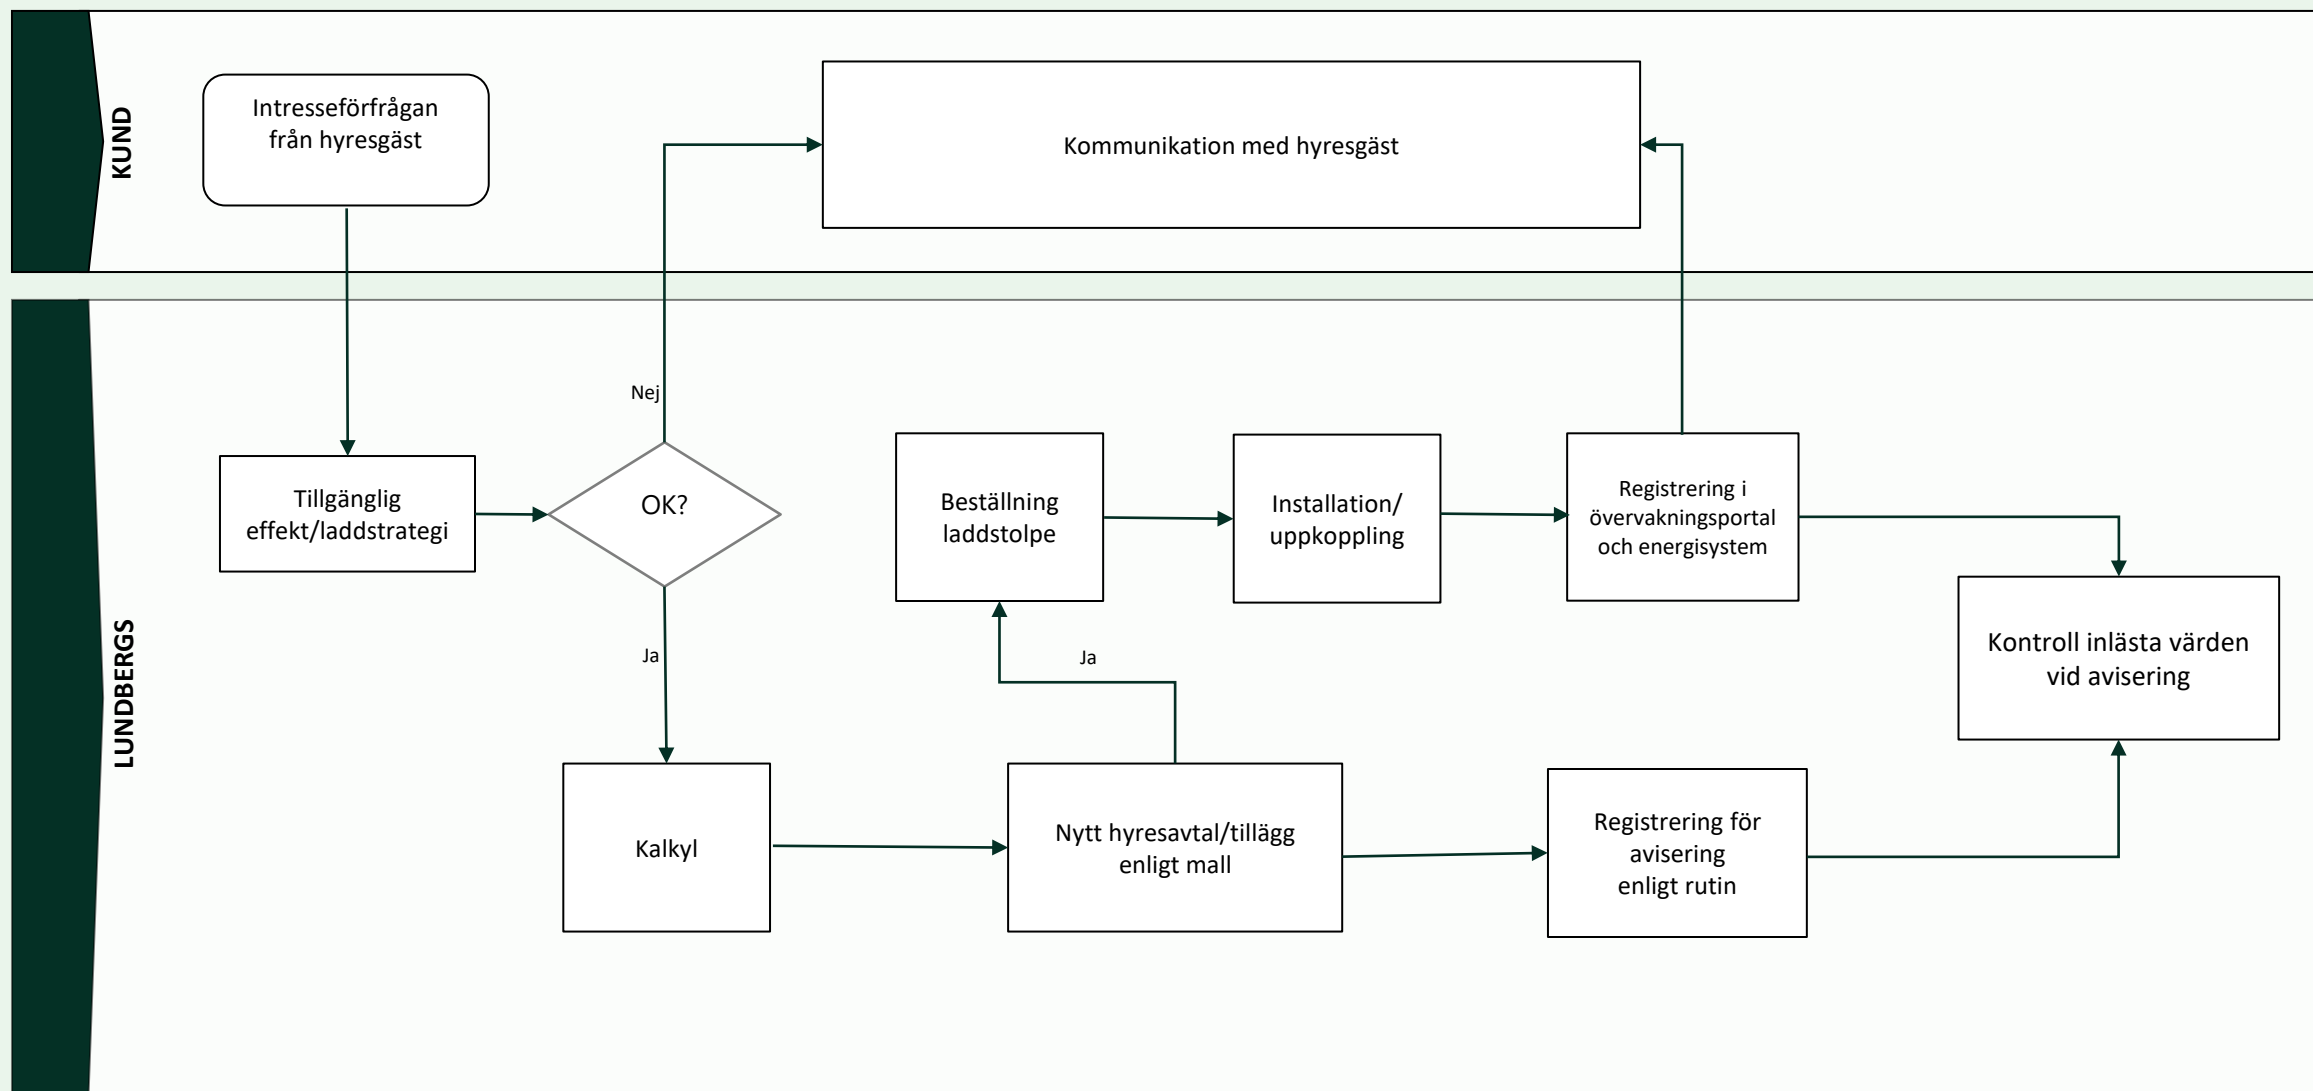 KUND
Intresseförfrågan
från hyresgäst
Kommunikation med hyresgäst
LUNDBERGS
Nej
Tillgänglig
effekt/laddstrategi
OK?
Beställning
laddstolpe
Installation/
uppkoppling
Registrering i
övervakningsportal
och energisystem
Ja
Ja
Kontroll inlästa värden
vid avisering
Kalkyl
Nytt hyresavtal/tillägg
enligt mall
Registrering för
avisering
enligt rutin